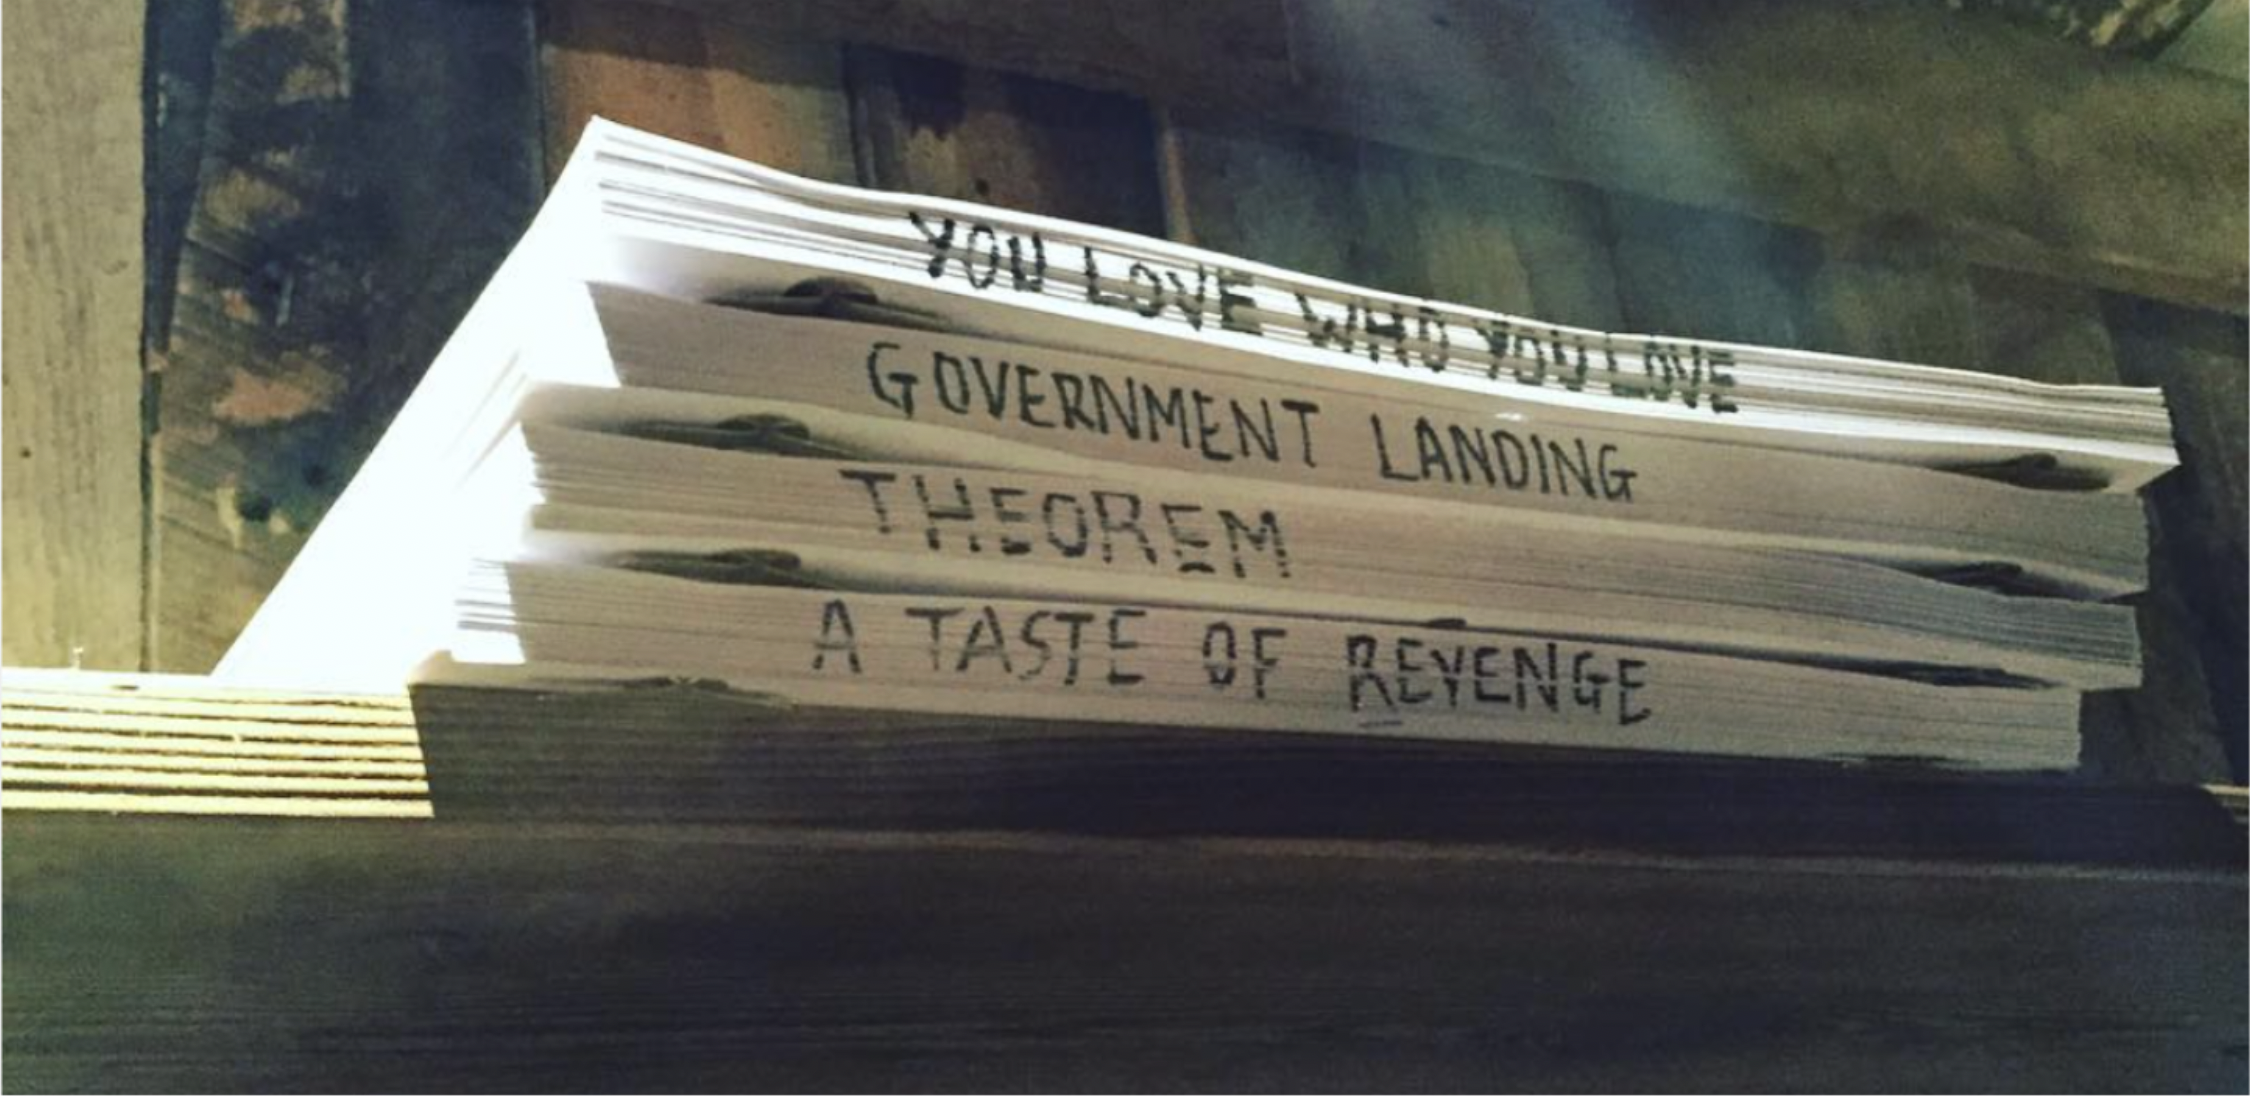 YOU LOVE WHO YOU LOVE
GOVERNMENT LANDING
THEOREM
A TASTE OF REVENGE